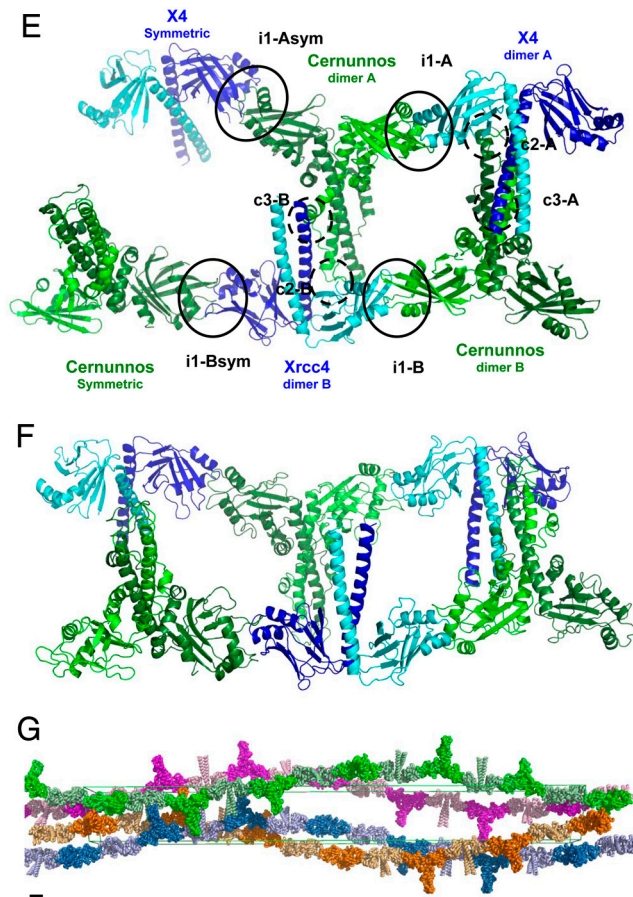 E
X4
Symmetric
i1-Asym
Cernunnos
dimer A
i1-A
X4
dimer A
c2-A
c3-B
c3-A
c2-B
Cernunnos
Symmetric
i1-Bsym
Xrcc4
dimer B
i1-B
Cernunnos
dimer B
F
G